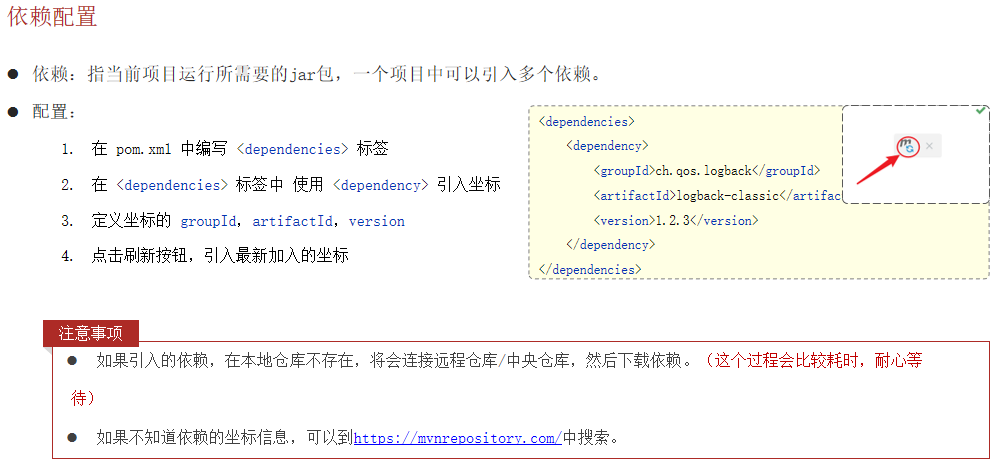 依赖配置
● 依赖：指当前项目运行所需要的jar包，一个项目中可以引入多个依赖。
● 配置：
1. 在 pom.xml 中编写 <dependencies> 标签
2. 在 <dependencies> 标签中 使用 <dependency> 引入坐标
3. 定义坐标的 groupId，artifactId，version
4. 点击刷新按钮，引入最新加入的坐标
<dependencies>
<dependency>
<groupId>ch.qos.logback</groupId>
<artifactId>logback-classic</artifac
<version>1.2.3</version>
</dependency>
</dependencies>
m
注意事项
● 如果引入的依赖，在本地仓库不存在，将会连接远程仓库/中央仓库，然后下载依赖。（这个过程会比较耗时，耐心等
待）
● 如果不知道依赖的坐标信息，可以到https://mvnrepository.com/中搜索。